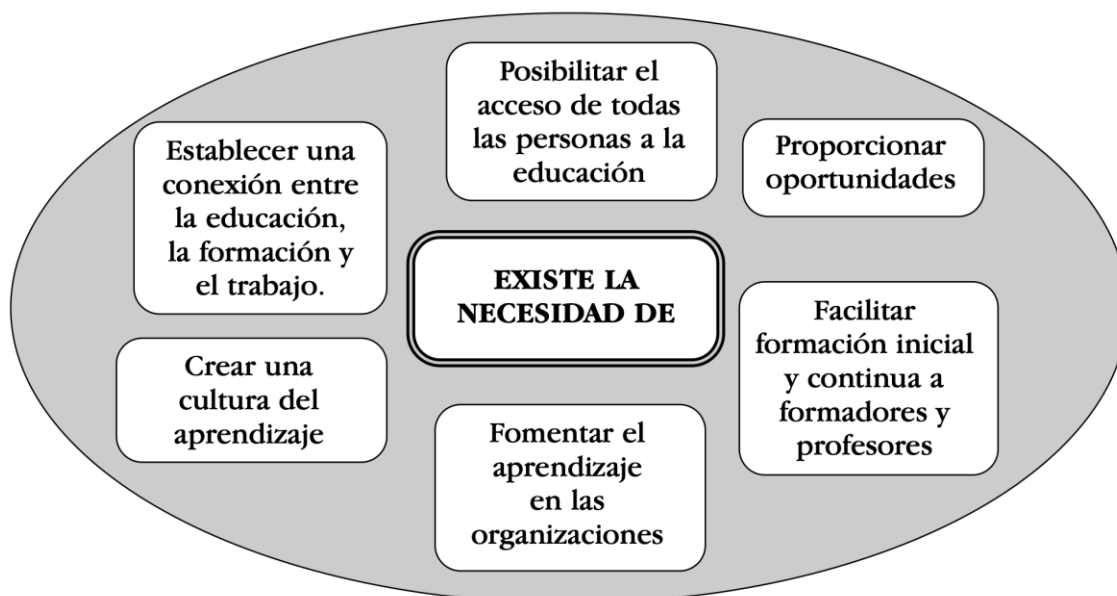 Posibilitar el
acceso de todas
las personas a la
educación
Proporcionar
oportunidades
Establecer una
conexión entre
la educación,
la formación y
el trabajo.
EXISTE LA
NECESIDAD DE
Facilitar
formación inicial
y continua a
formadores y
profesores
Crear una
cultura del
aprendizaje
Fomentar el
aprendizaje
en las
organizaciones